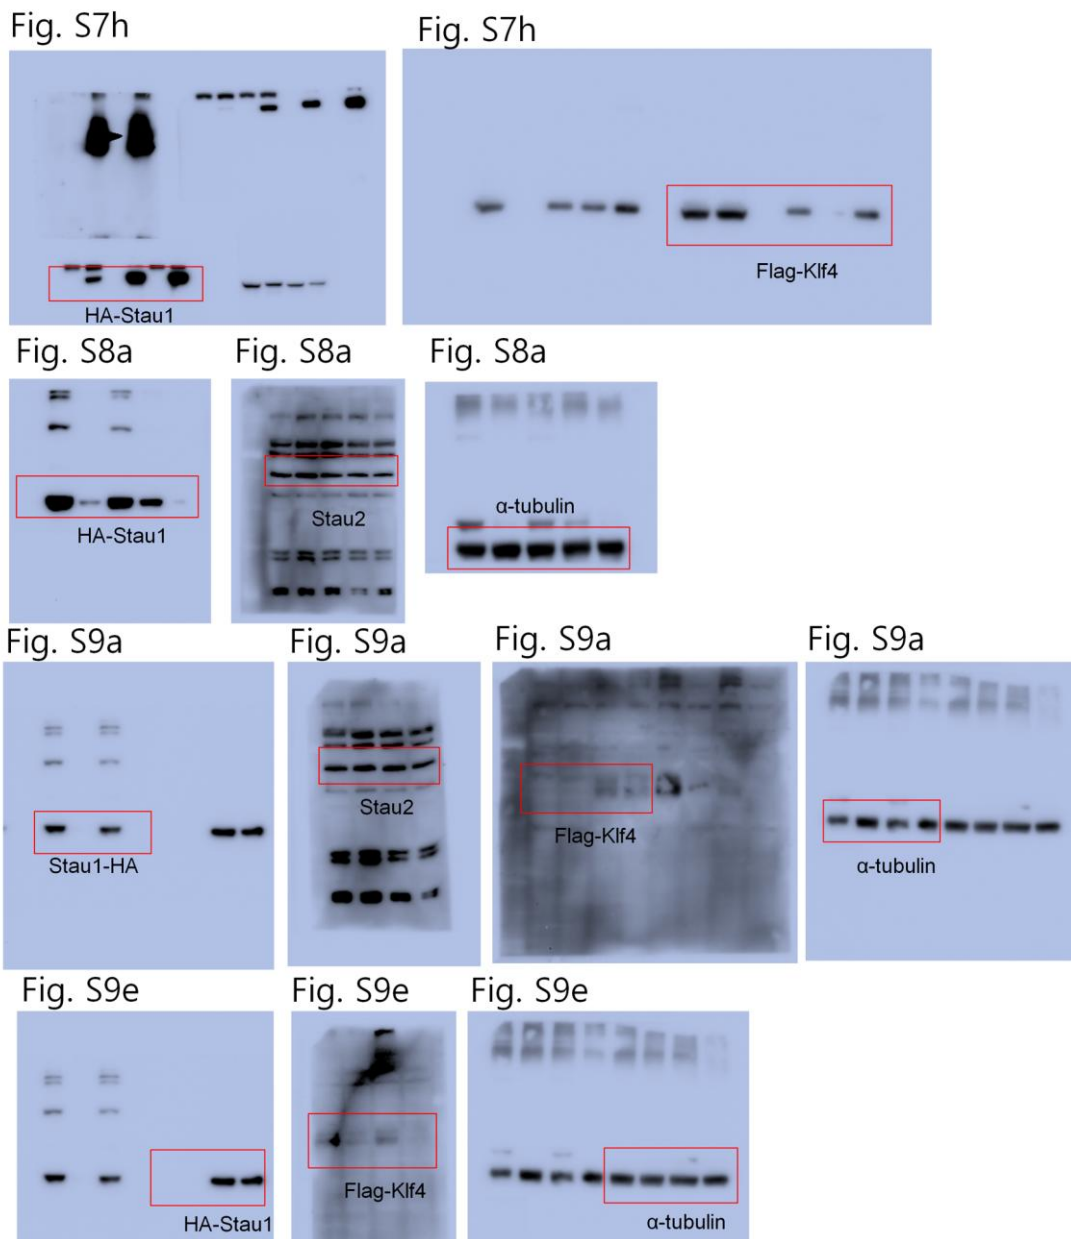 Fig. S7h
Fig. S7h
HA-Stau1
Flag-Klf4
Fig. S8a
Fig. S8a
Fig. S8a
HA-Stau1
Stau2
α-tubulin
Fig. S9a
Fig. S9a
Fig. S9a
Fig. S9a
Stau1-HA
Stau2
Flag-Klf4
α-tubulin
Fig. S9e
Fig. S9e
Fig. S9e
HA-Stau1
Flag-Klf4
α-tubulin